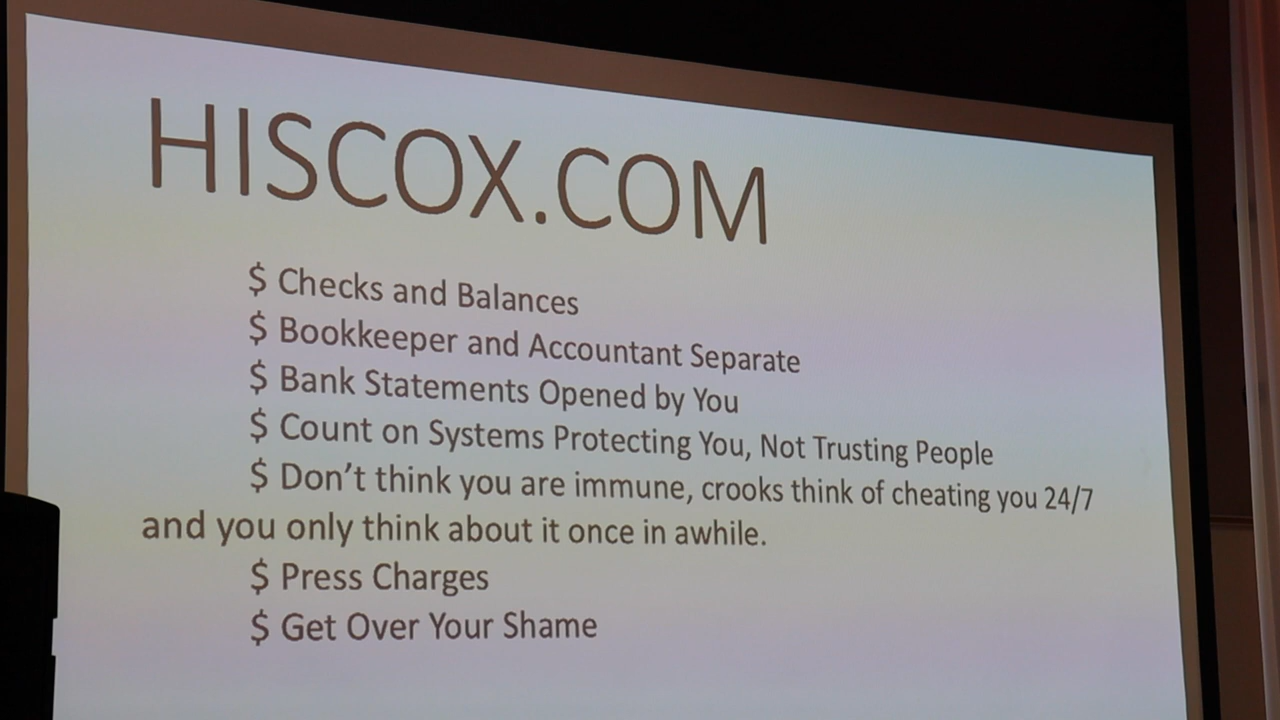 HISCOX.COM
$ Checks and Balances
$ Bookkeeper and Accountant Separate
$ Bank Statements Opened by You
$ Count on Systems Protecting You, Not Trusting People
$ Don’t think you are immune, crooks think of cheating you 24/7
and you only think about it once in awhile.
$ Press Charges
$ Get Over Your Shame